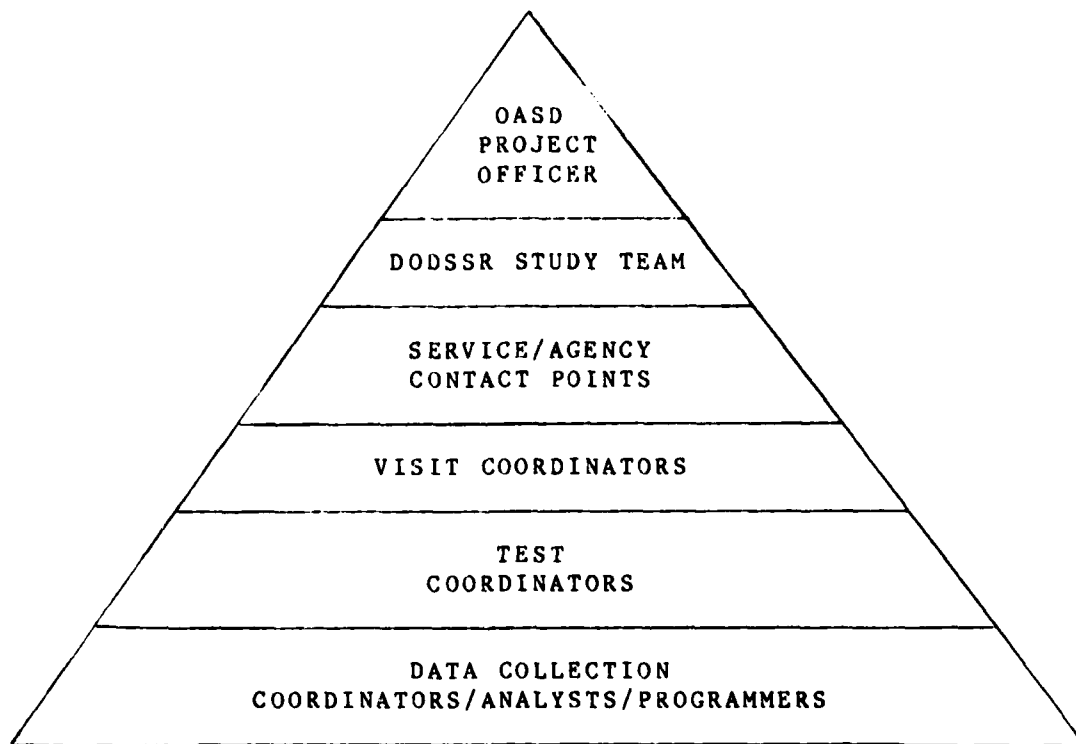 OASD
PROJECT
OFFICER
DODSSR STUDY TEAM
SERVICE/AGENCY
CONTACT POINTS
VISIT COORDINATORS
TEST
COORDINATORS
DATA COLLECTION
COORDINATORS/ANALYSTS/PROGRAMMERS